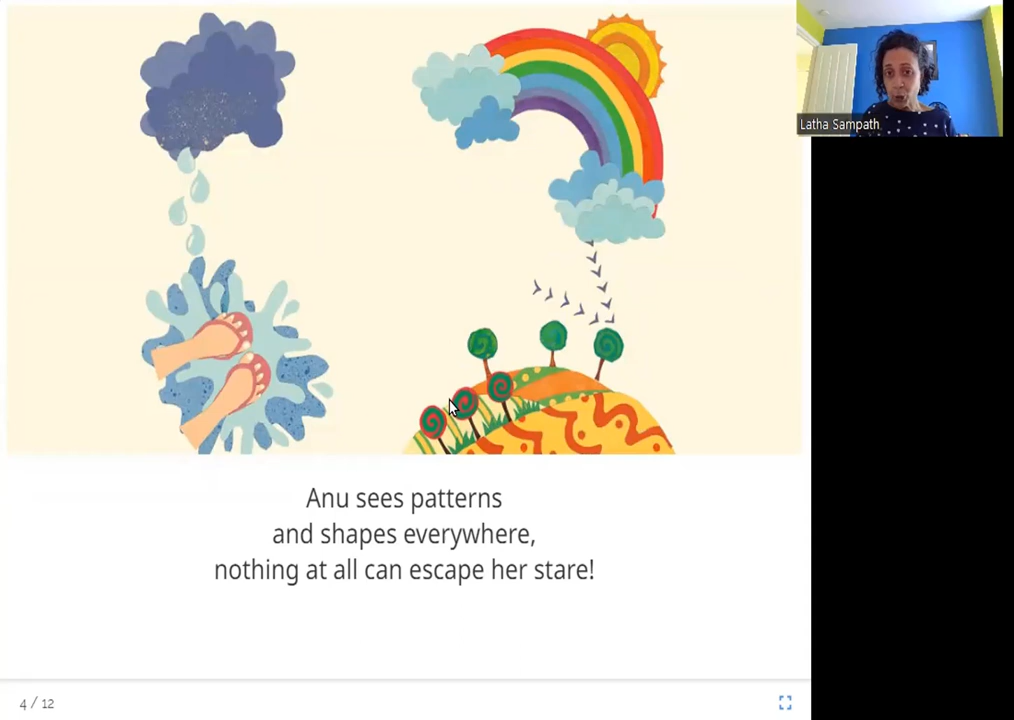 Latha Sampath
Anu sees patterns
and shapes everywhere,
nothing at all can escape her stare!
4 / 12